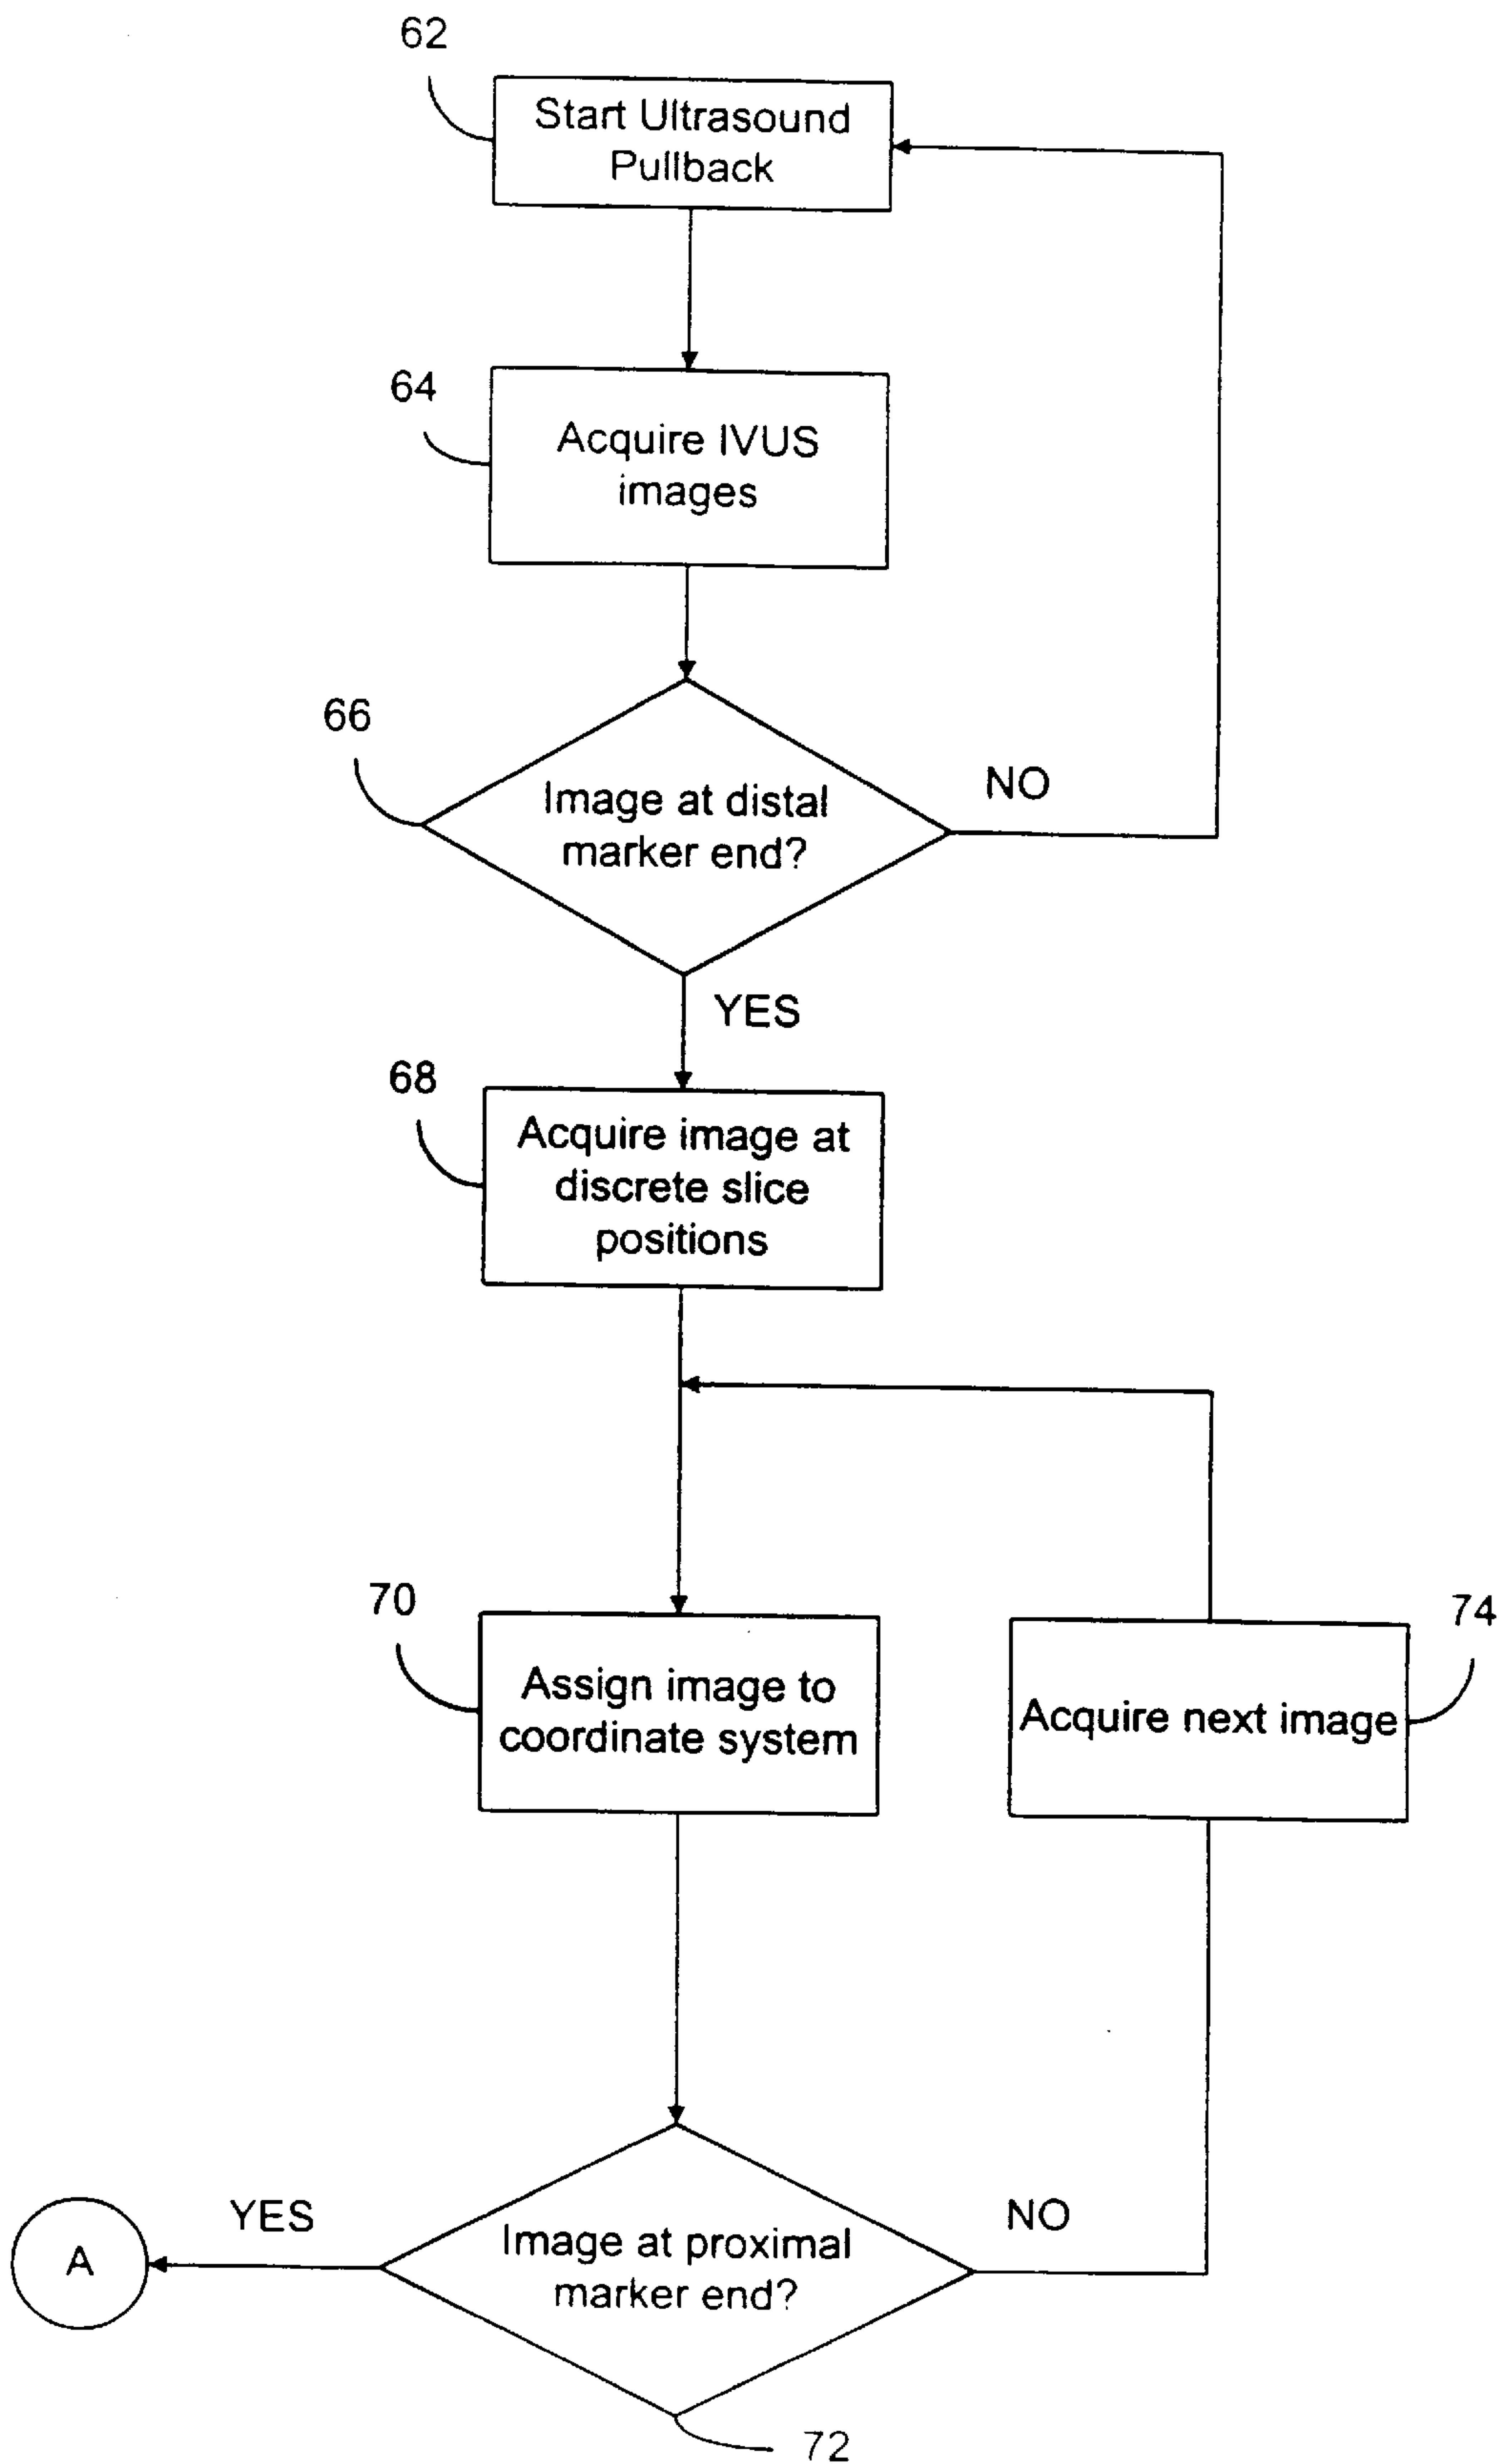 62
Start Ultrasound
Pullback
64
Acquire IVUS
images
66
Image at distal
marker end?
NO
YES
68
Acquire image at
discrete slice
positions
70
Assign image to
coordinate system
74
Acquire next image
A
YES
Image at proximal
marker end?
NO
72